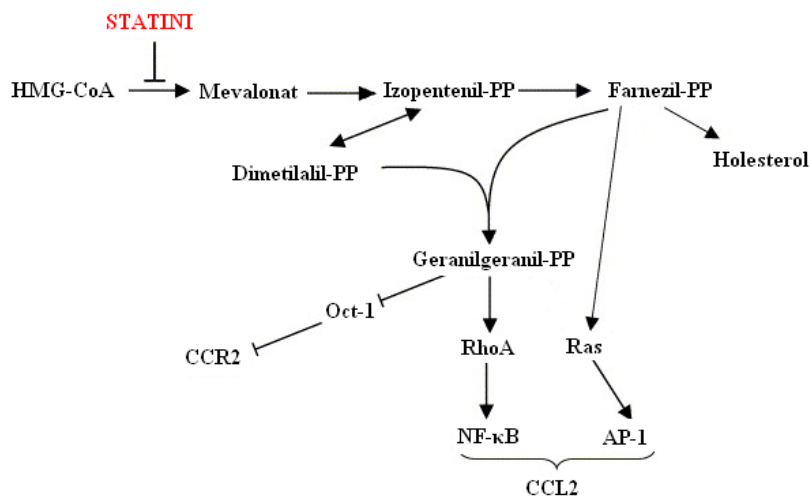 STATINI
HMG-CoA
Mevalonat
Izopentenil-PP
Farnezil-PP
Holesterol
Dimetilalil-PP
Geranilgeranil-PP
Oct-1
CCR2
RhoA
Ras
NF-κB
AP-1
CCL2